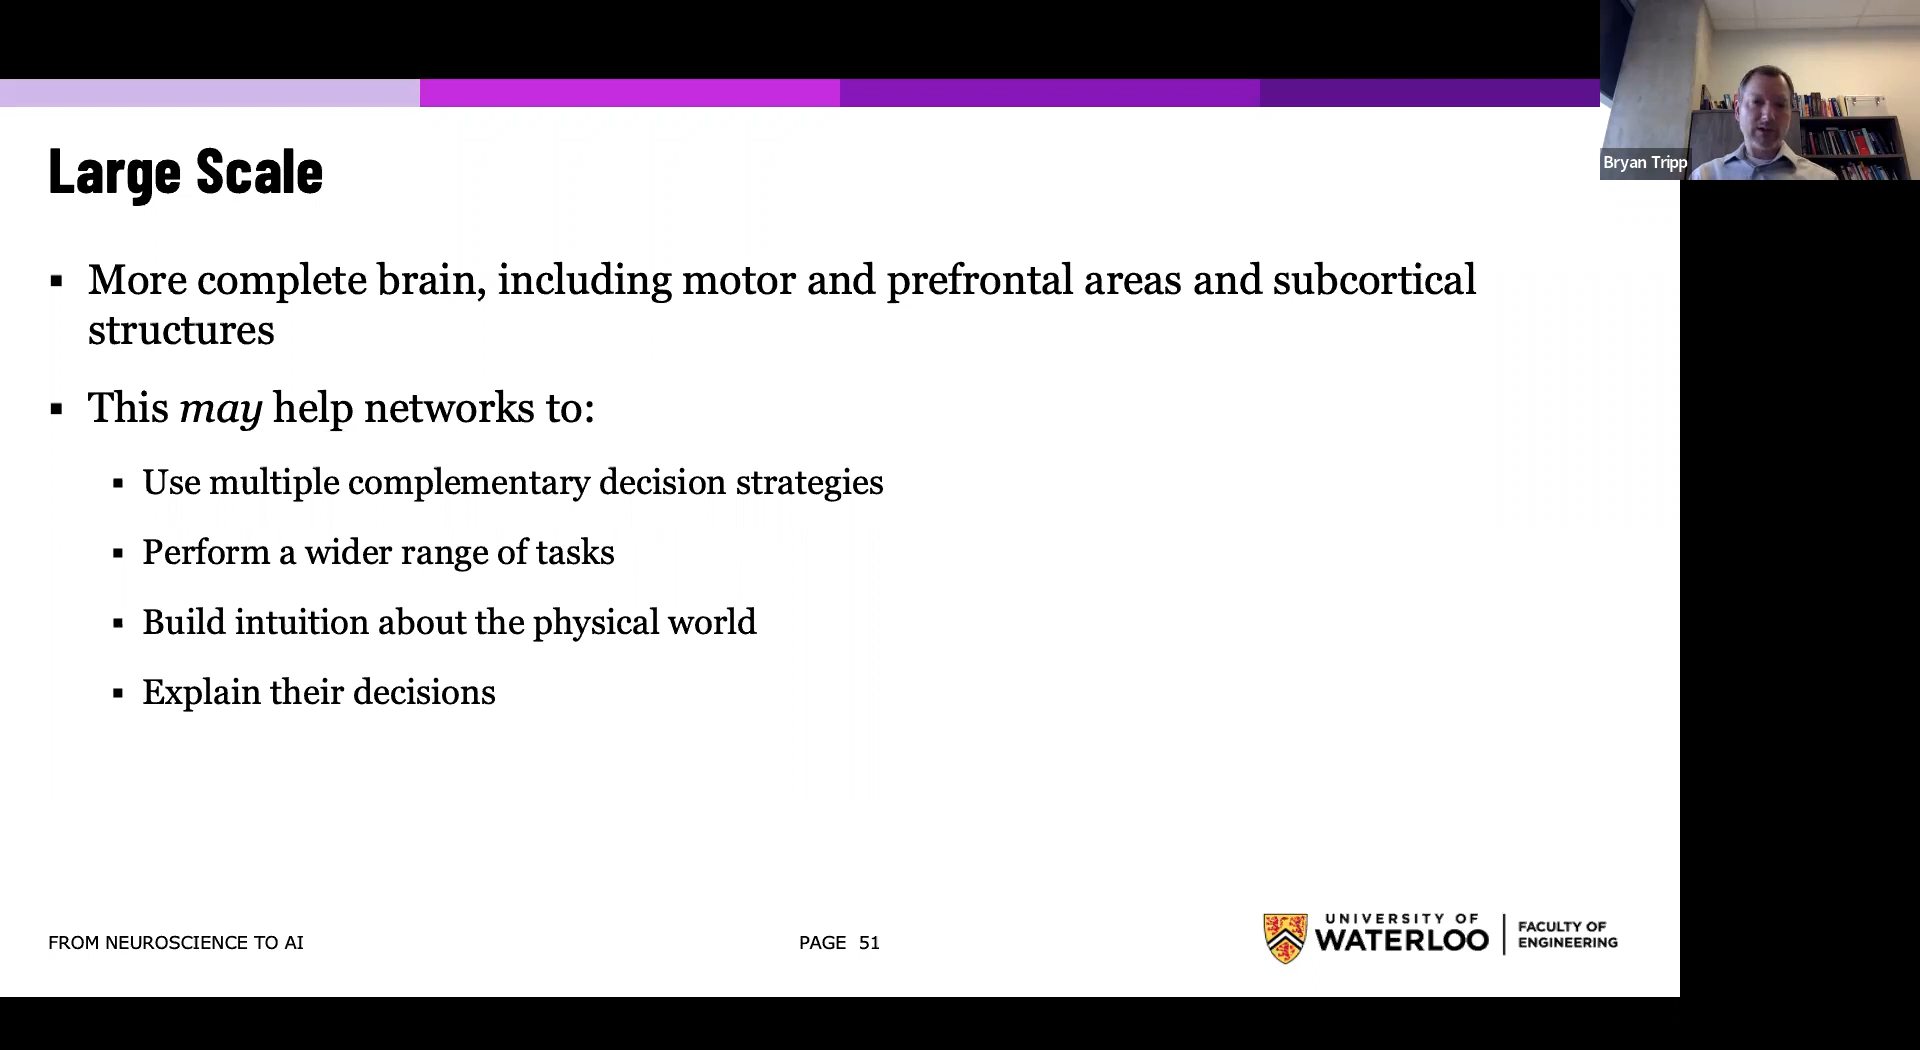 Bryan Tripp
Large Scale
▪ More complete brain, including motor and prefrontal areas and subcortical
structures
▪ This may help networks to:
▪ Use multiple complementary decision strategies
▪ Perform a wider range of tasks
▪ Build intuition about the physical world
▪ Explain their decisions
FROM NEUROSCIENCE TO AI
PAGE 51
UNIVERSITY OF
WATERLOO
FACULTY OF
ENGINEERING